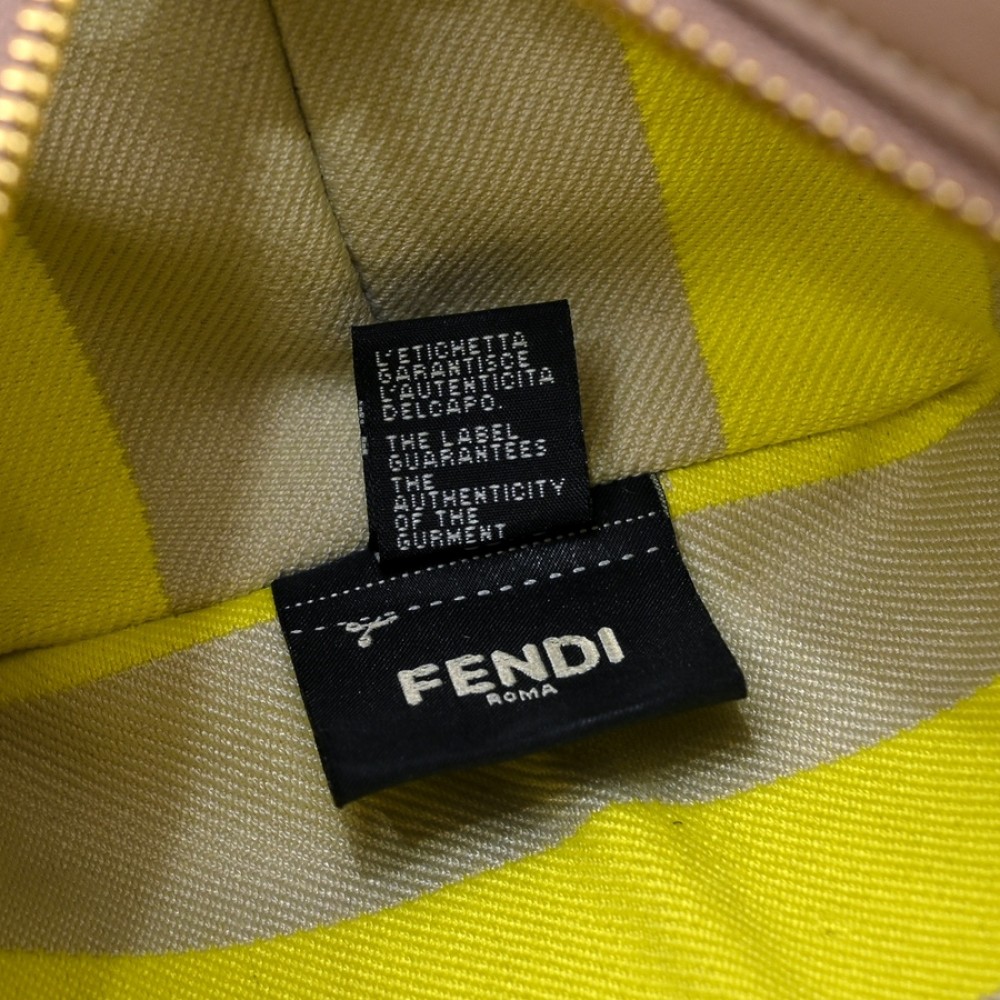 L'ETICHETTA
GARANTISCE
L'AUTENTICITA
DELCAPO.
THE LABEL
GUARANTEES
THE
AUTHENTICITY
OF THE
GURMENT
FENDI
ROMA